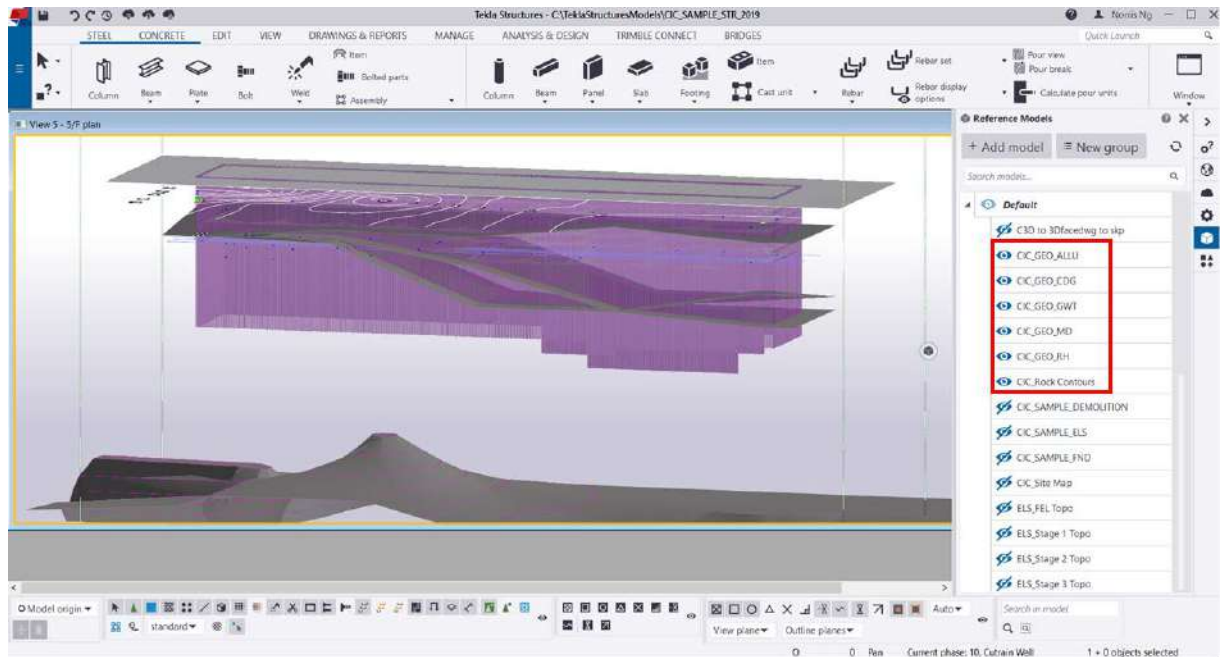 Tekla Structures - C:\TeklaStructuresModels\CIC_SAMPLE_STR_2019
Norris Ng
STEEL CONCRETE EDIT VIEW DRAWINGS & REPORTS MANAGE ANALYSIS & DESIGN TRIMBLE CONNECT BRIDGES Quick Launch
Item Item Rebar set Pour view
Bolted parts Pour break
Column Beam Plate Bolt Weld Assembly Column Beam Panel Slab Footing Cast unit Rebar Rebar display options Calculate pour units Window
View 5 - 5/F plan
Reference Models
+ Add model New group
Search models...
Default
C3D to 3Dfacedwg to skp
CIC_GEO_ALLU
CIC_GEO_CDG
CIC_GEO_GWT
CIC_GEO_MD
CIC_GEO_RH
CIC_Rock Contours
CIC_SAMPLE_DEMOLITION
CIC_SAMPLE_ELS
CIC_SAMPLE_FND
CIC_Site Map
ELS_FEL Topo
ELS_Stage 1 Topo
ELS_Stage 2 Topo
ELS_Stage 3 Topo
Model origin Auto Search in model
standard View plane Outline planes
O 0 Pan Current phase: 10, Cutrain Wall 1 + 0 objects selected